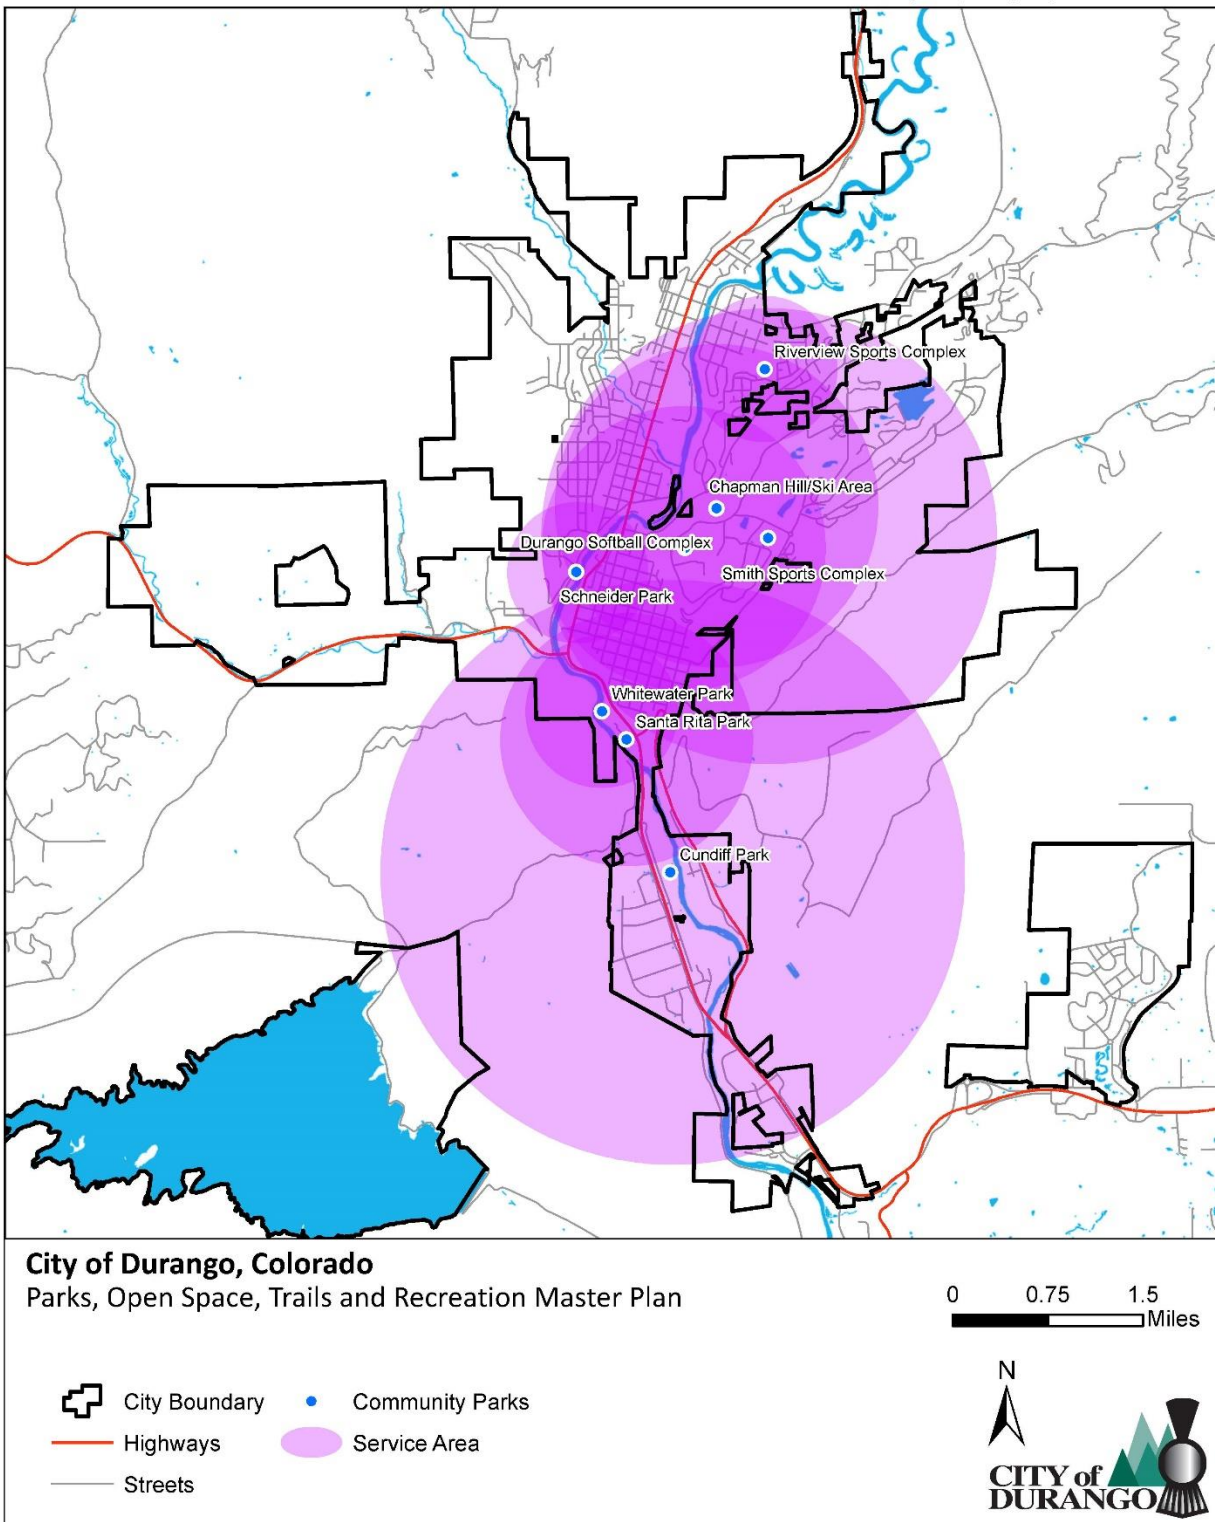 Riverview Sports Complex
Chapman Hill/Ski Area
Durango Softball Complex
Smith Sports Complex
Schneider Park
Whitewater Park
Santa Rita Park
Cundiff Park
City of Durango, Colorado
Parks, Open Space, Trails and Recreation Master Plan
0 0.75 1.5
Miles
N
City Boundary
Community Parks
Highways
Service Area
Streets
CITY of
DURANGO